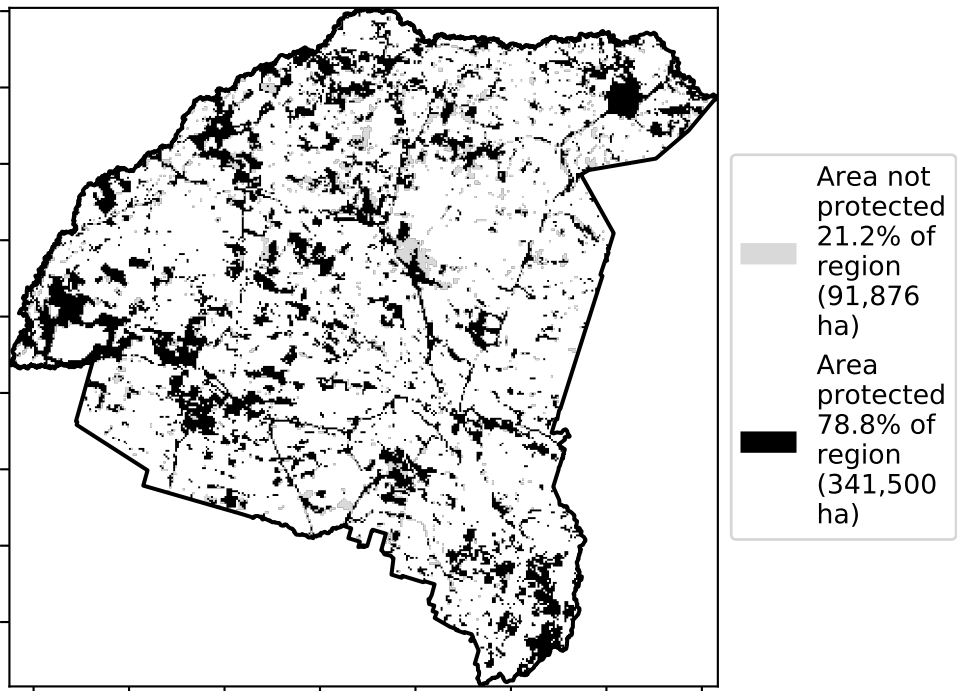 Area not
protected
21.2% of
region
(91,876
ha)
Area
protected
78.8% of
region
(341,500
ha)